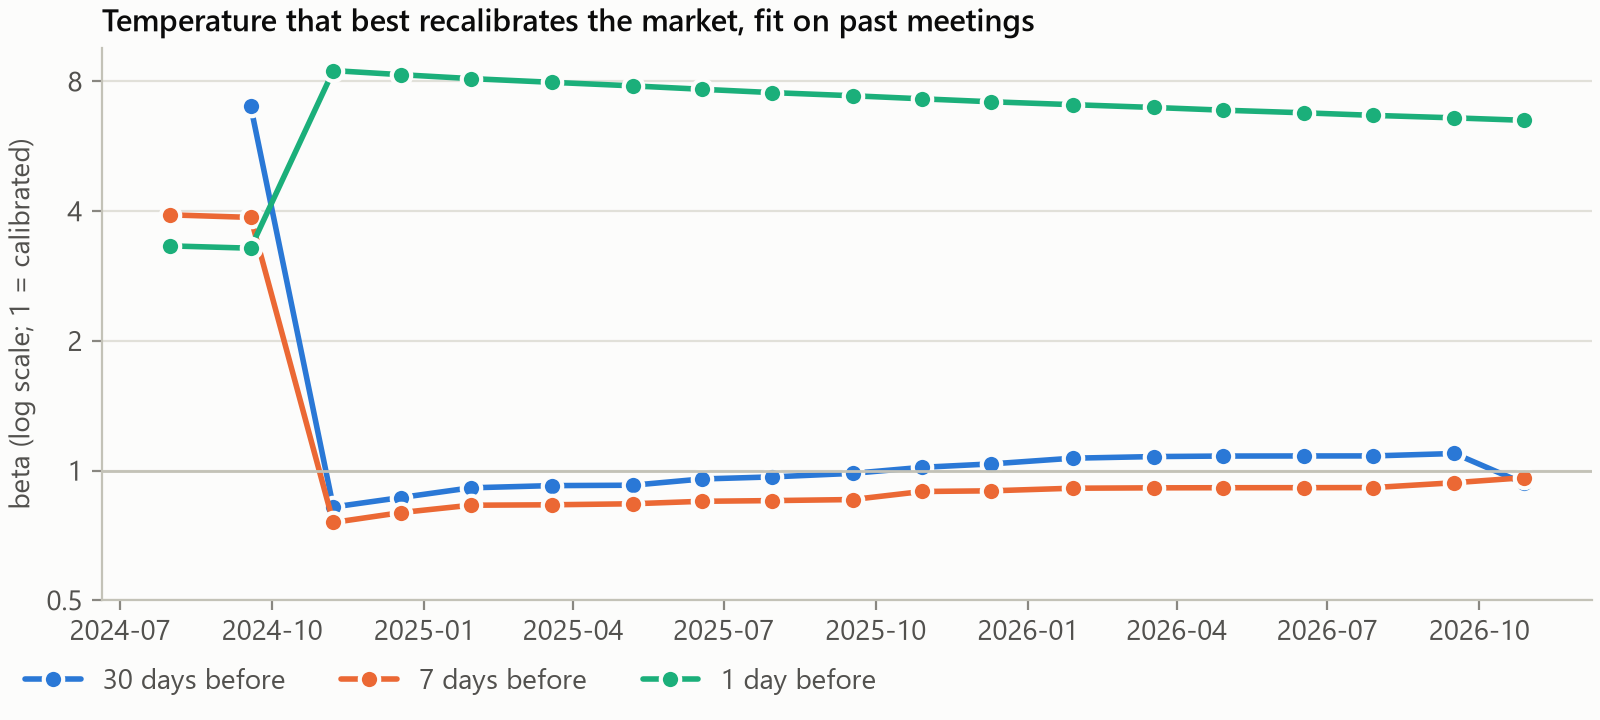 Temperature that best recalibrates the market, fit on past meetings
beta (log scale; 1 = calibrated)
8
4
2
1
0.5
2024-07 2024-10 2025-01 2025-04 2025-07 2025-10 2026-01 2026-04 2026-07 2026-10
30 days before 7 days before 1 day before